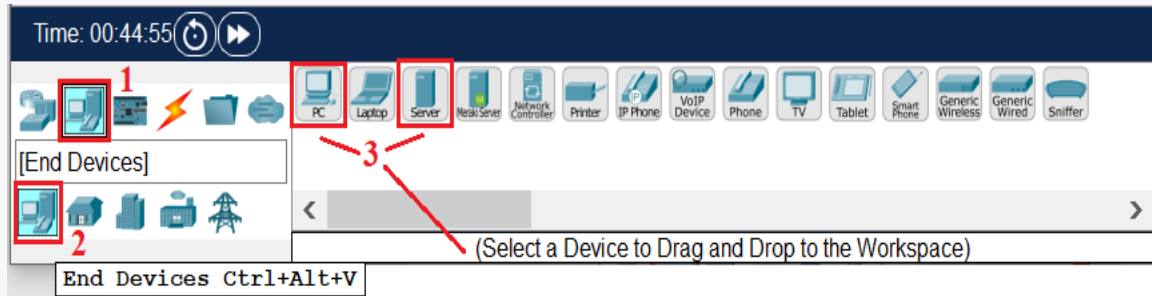 Time: 00:44:55
1
PC
Laptop
Server
Meraki Server
Network
Controller
Printer
IP Phone
IP
VoIP
Device
Phone
TV
Tablet
Smart
Phone
Generic
Wireless
Generic
Wired
Sniffer
3
[End Devices]
2
(Select a Device to Drag and Drop to the Workspace)
End Devices Ctrl+Alt+V